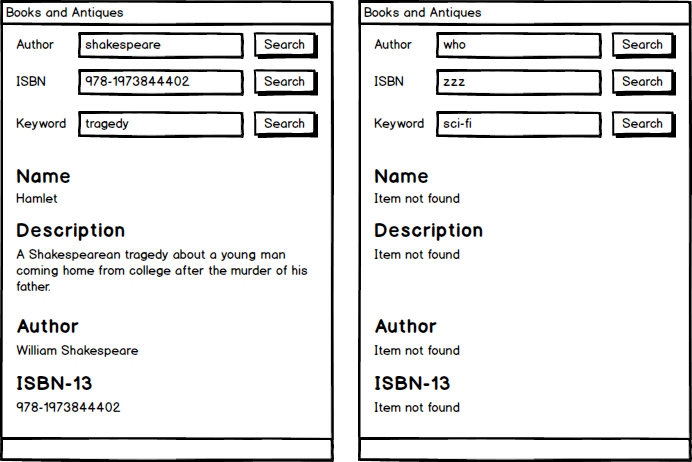 Books and Antiques
Author shakespeare Search
ISBN 978-1973844402 Search
Keyword tragedy Search
Name
Hamlet
Description
A Shakespearean tragedy about a young man
coming home from college after the murder of his
father.
Author
William Shakespeare
ISBN-13
978-1973844402
Books and Antiques
Author who Search
ISBN zzz Search
Keyword sci-fi Search
Name
Item not found
Description
Item not found
Author
Item not found
ISBN-13
Item not found